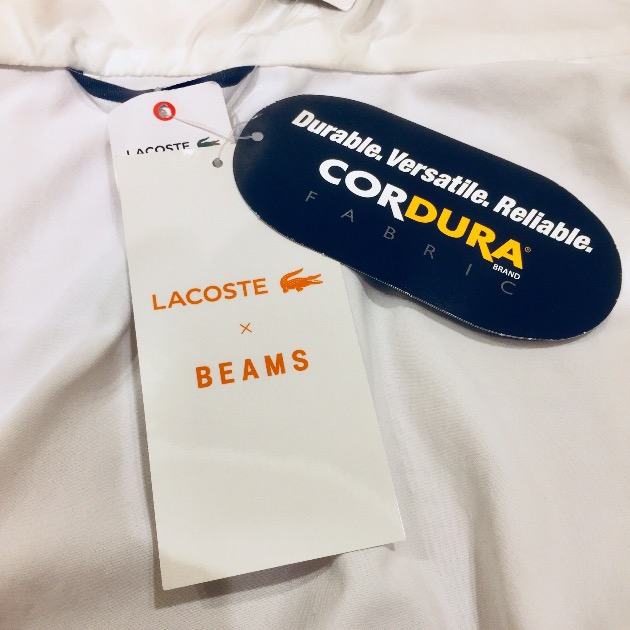 LACOSTE
LACOSTE
×
BEAMS
Durable. Versatile. Reliable.
CORDURA®
BRAND
FABRIC